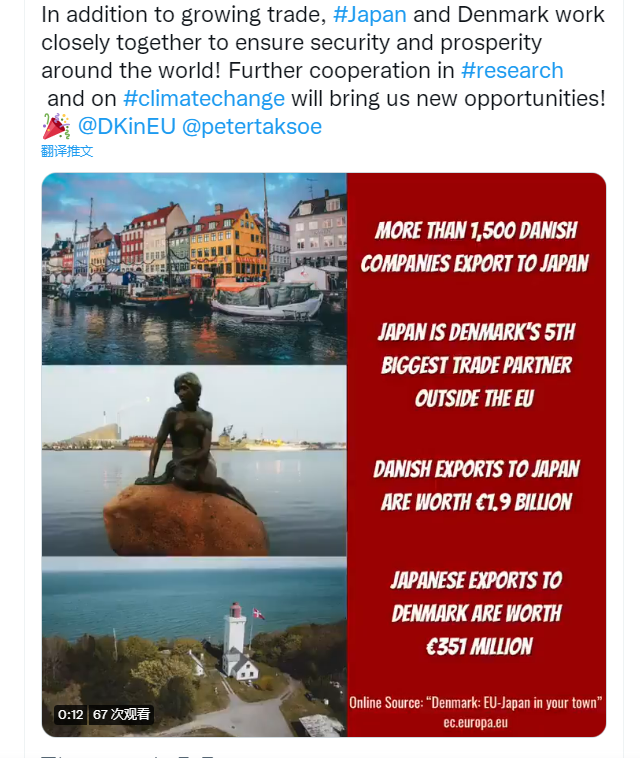 In addition to growing trade, #Japan and Denmark work
closely together to ensure security and prosperity
around the world! Further cooperation in #research
and on #climatechange will bring us new opportunities!
🎉 @DKinEU @petertaksoe
翻译推文
MORE THAN 1,500 DANISH
COMPANIES EXPORT TO JAPAN
JAPAN IS DENMARK'S 5TH
BIGGEST TRADE PARTNER
OUTSIDE THE EU
DANISH EXPORTS TO JAPAN
ARE WORTH €1.9 BILLION
JAPANESE EXPORTS TO
DENMARK ARE WORTH
€351 MILLION
Online Source: “Denmark: EU-Japan in your town”
ec.europa.eu
0:12 67 次观看